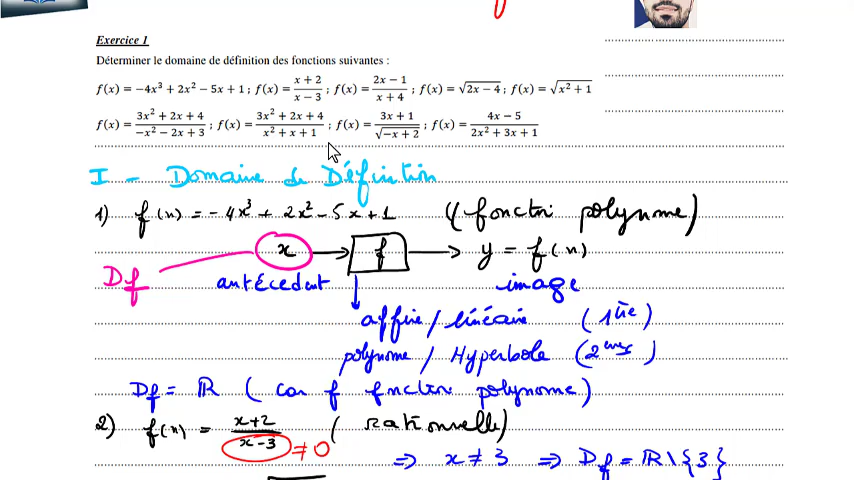 Exercice 1
Déterminer le domaine de définition des fonctions suivantes :
f(x) = −4x³ + 2x² − 5x + 1 ; f(x) = (x + 2)/(x − 3) ; f(x) = (2x − 1)/(x + 4) ; f(x) = √(2x − 4) ; f(x) = √(x² + 1)
f(x) = (3x² + 2x + 4)/(−x² − 2x + 3) ; f(x) = (3x² + 2x + 4)/(x² + x + 1) ; f(x) = (3x + 1)/√(−x + 2) ; f(x) = (4x − 5)/(2x² + 3x + 1)
I - Domaine de Définition
1) f(x) = - 4x³ + 2x² - 5x + 1 (fonction polynome)
x → f → y = f(x)
Df antécédent image
affine / linéaire (1ère)
polynome / Hyperbole (2
Df = ℝ (car f fonction polynome)
2) f(x) = (x+2)/(x-3) (rationnelle)
≠ 0
⇒ x ≠ 3 ⇒ Df = ℝ \ {3}